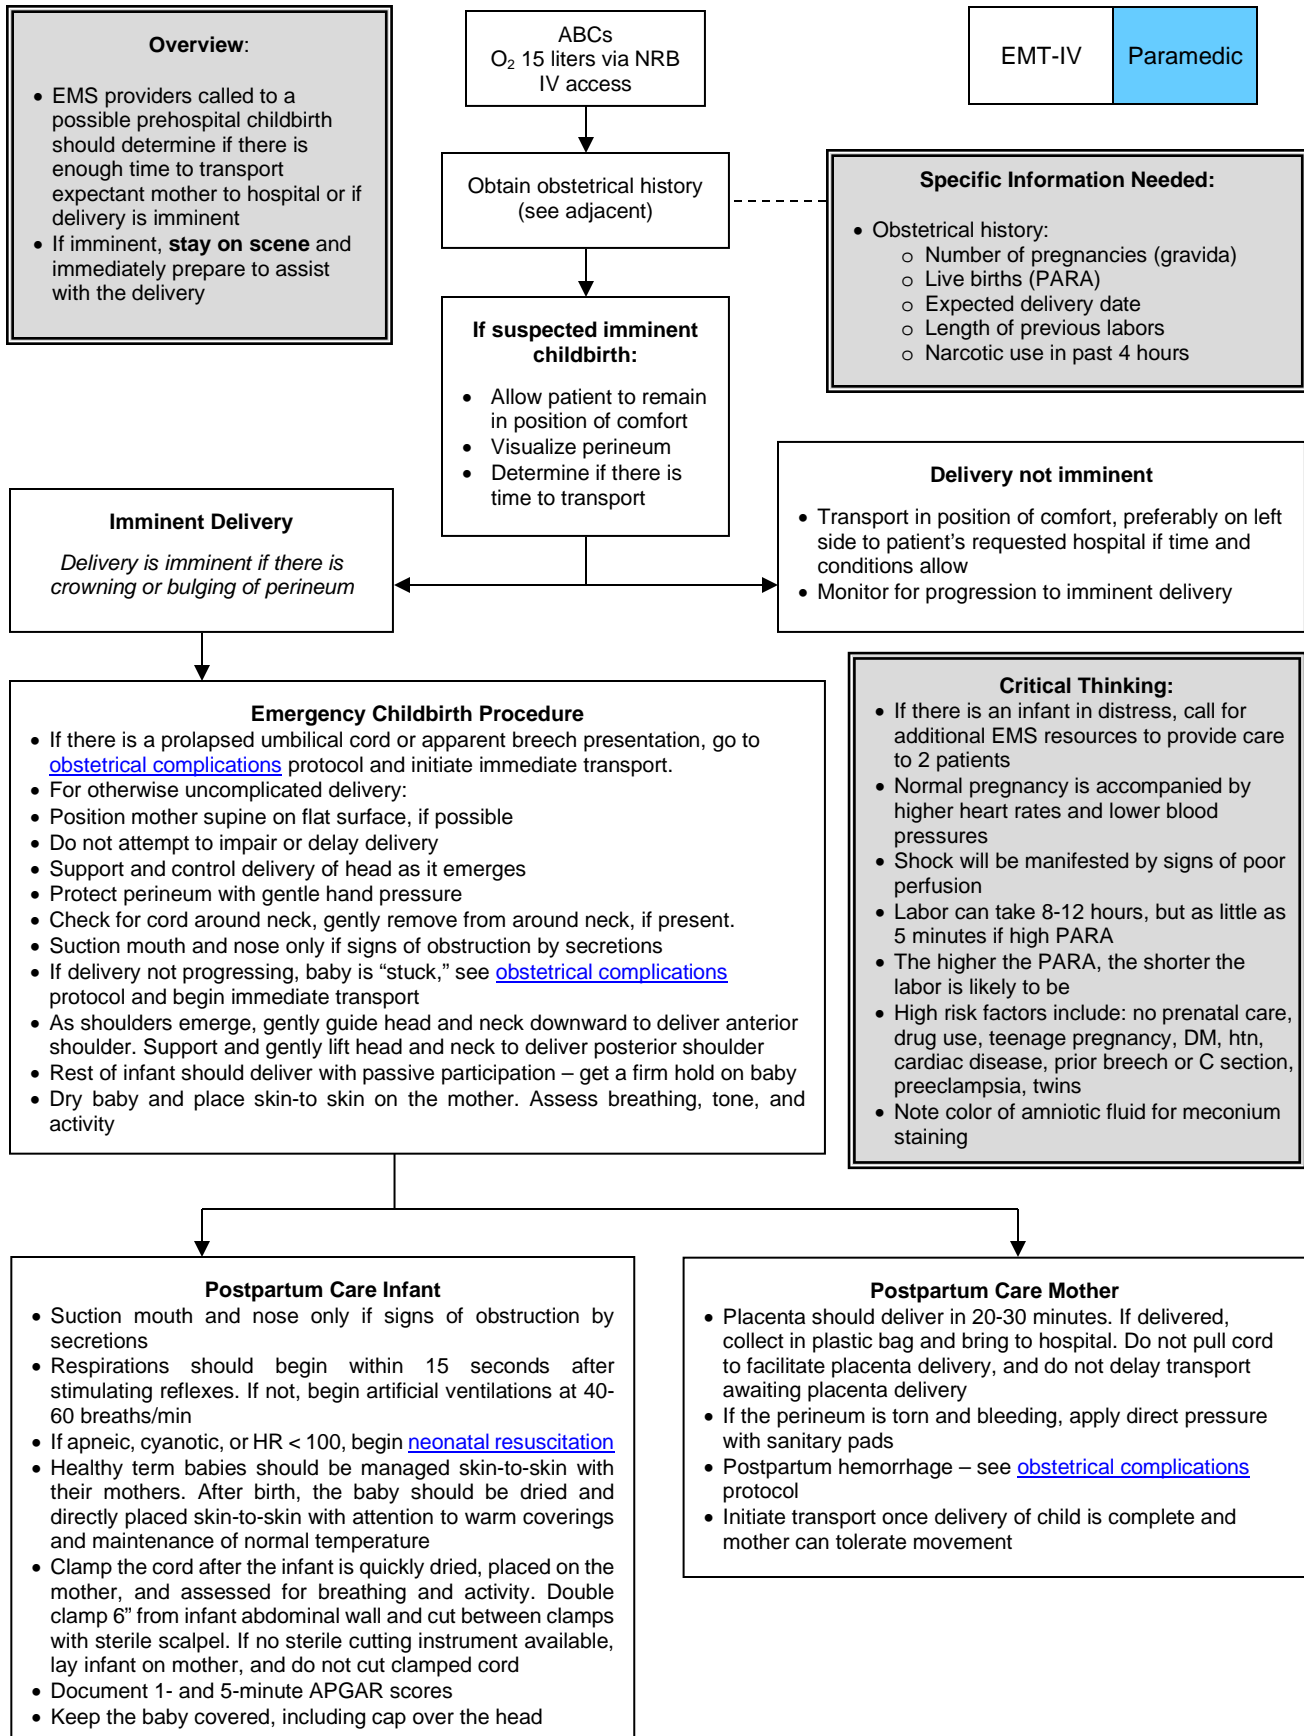 Overview:
• EMS providers called to a
possible prehospital childbirth
should determine if there is
enough time to transport
expectant mother to hospital or if
delivery is imminent
• If imminent, stay on scene and
immediately prepare to assist
with the delivery
ABCs
O₂ 15 liters via NRB
IV access
EMT-IV
Paramedic
Obtain obstetrical history
(see adjacent)
Specific Information Needed:
• Obstetrical history:
o Number of pregnancies (gravida)
o Live births (PARA)
o Expected delivery date
o Length of previous labors
o Narcotic use in past 4 hours
If suspected imminent
childbirth:
• Allow patient to remain
in position of comfort
• Visualize perineum
• Determine if there is
time to transport
Imminent Delivery
Delivery is imminent if there is
crowning or bulging of perineum
Delivery not imminent
• Transport in position of comfort, preferably on left
side to patient’s requested hospital if time and
conditions allow
• Monitor for progression to imminent delivery
Emergency Childbirth Procedure
• If there is a prolapsed umbilical cord or apparent breech presentation, go to
obstetrical complications protocol and initiate immediate transport.
• For otherwise uncomplicated delivery:
• Position mother supine on flat surface, if possible
• Do not attempt to impair or delay delivery
• Support and control delivery of head as it emerges
• Protect perineum with gentle hand pressure
• Check for cord around neck, gently remove from around neck, if present.
• Suction mouth and nose only if signs of obstruction by secretions
• If delivery not progressing, baby is “stuck,” see obstetrical complications
protocol and begin immediate transport
• As shoulders emerge, gently guide head and neck downward to deliver anterior
shoulder. Support and gently lift head and neck to deliver posterior shoulder
• Rest of infant should deliver with passive participation – get a firm hold on baby
• Dry baby and place skin-to skin on the mother. Assess breathing, tone, and
activity
Critical Thinking:
• If there is an infant in distress, call for
additional EMS resources to provide care
to 2 patients
• Normal pregnancy is accompanied by
higher heart rates and lower blood
pressures
• Shock will be manifested by signs of poor
perfusion
• Labor can take 8-12 hours, but as little as
5 minutes if high PARA
• The higher the PARA, the shorter the
labor is likely to be
• High risk factors include: no prenatal care,
drug use, teenage pregnancy, DM, htn,
cardiac disease, prior breech or C section,
preeclampsia, twins
• Note color of amniotic fluid for meconium
staining
Postpartum Care Infant
• Suction mouth and nose only if signs of obstruction by
secretions
• Respirations should begin within 15 seconds after
stimulating reflexes. If not, begin artificial ventilations at 40-
60 breaths/min
• If apneic, cyanotic, or HR < 100, begin neonatal resuscitation
• Healthy term babies should be managed skin-to-skin with
their mothers. After birth, the baby should be dried and
directly placed skin-to-skin with attention to warm coverings
and maintenance of normal temperature
• Clamp the cord after the infant is quickly dried, placed on the
mother, and assessed for breathing and activity. Double
clamp 6” from infant abdominal wall and cut between clamps
with sterile scalpel. If no sterile cutting instrument available,
lay infant on mother, and do not cut clamped cord
• Document 1- and 5-minute APGAR scores
• Keep the baby covered, including cap over the head
Postpartum Care Mother
• Placenta should deliver in 20-30 minutes. If delivered,
collect in plastic bag and bring to hospital. Do not pull cord
to facilitate placenta delivery, and do not delay transport
awaiting placenta delivery
• If the perineum is torn and bleeding, apply direct pressure
with sanitary pads
• Postpartum hemorrhage – see obstetrical complications
protocol
• Initiate transport once delivery of child is complete and
mother can tolerate movement